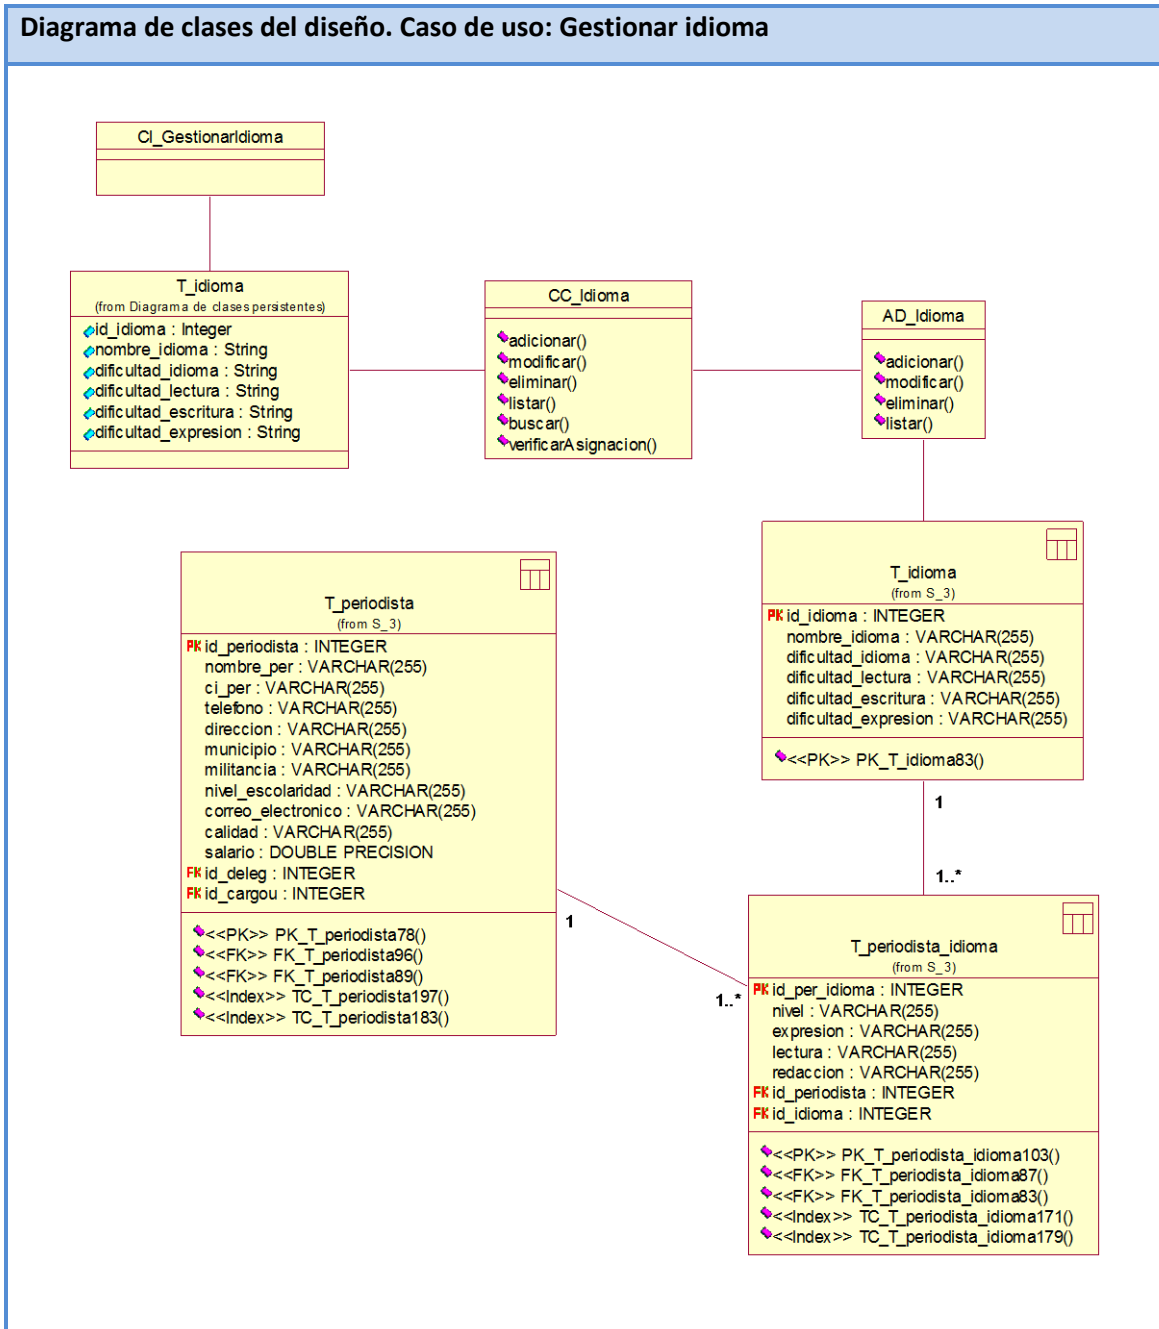 Diagrama de clases del diseño. Caso de uso: Gestionar idioma
CI_GestionarIdioma
T_idioma
(from Diagrama de clases persistentes)
id_idioma : Integer
nombre_idioma : String
dificultad_idioma : String
dificultad_lectura : String
dificultad_escritura : String
dificultad_expresion : String
CC_Idioma
adicionar()
modificar()
eliminar()
listar()
buscar()
verificarAsignacion()
AD_Idioma
adicionar()
modificar()
eliminar()
listar()
T_idioma
(from S_3)
PK id_idioma : INTEGER
nombre_idioma : VARCHAR(255)
dificultad_idioma : VARCHAR(255)
dificultad_lectura : VARCHAR(255)
dificultad_escritura : VARCHAR(255)
dificultad_expresion : VARCHAR(255)
<<PK>> PK_T_idioma83()
1
1..*
T_periodista
(from S_3)
PK id_periodista : INTEGER
nombre_per : VARCHAR(255)
ci_per : VARCHAR(255)
telefono : VARCHAR(255)
direccion : VARCHAR(255)
municipio : VARCHAR(255)
militancia : VARCHAR(255)
nivel_escolaridad : VARCHAR(255)
correo_electronico : VARCHAR(255)
calidad : VARCHAR(255)
salario : DOUBLE PRECISION
FK id_deleg : INTEGER
FK id_cargou : INTEGER
<<PK>> PK_T_periodista78()
<<FK>> FK_T_periodista96()
<<FK>> FK_T_periodista89()
<<Index>> TC_T_periodista197()
<<Index>> TC_T_periodista183()
1
1..*
T_periodista_idioma
(from S_3)
PK id_per_idioma : INTEGER
nivel : VARCHAR(255)
expresion : VARCHAR(255)
lectura : VARCHAR(255)
redaccion : VARCHAR(255)
FK id_periodista : INTEGER
FK id_idioma : INTEGER
<<PK>> PK_T_periodista_idioma103()
<<FK>> FK_T_periodista_idioma87()
<<FK>> FK_T_periodista_idioma83()
<<Index>> TC_T_periodista_idioma171()
<<Index>> TC_T_periodista_idioma179()